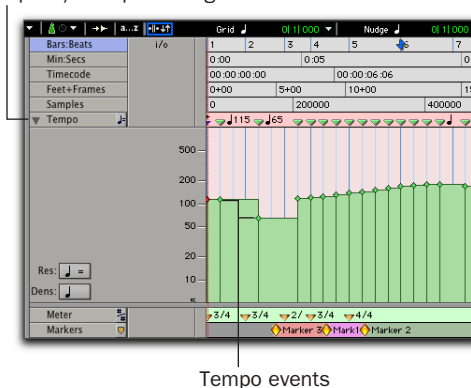 a...z Grid 0| 1| 000 Nudge 0| 1| 000
Bars:Beats i/o 1 2 3 4 5 6 7
Min:Secs 0:00 0:05 0
Timecode 00:00:00:00 00:00:06:06
Feet+Frames 0+00 5+00 10+00 15
Samples 0 200000 400000
Tempo 115 65
500
200
100
50
20
10
Res: =
Dens:
Meter 3/4 3/4 2/ 3/4 4/4
Markers Marker 3 Mark1 Marker 2
Tempo events